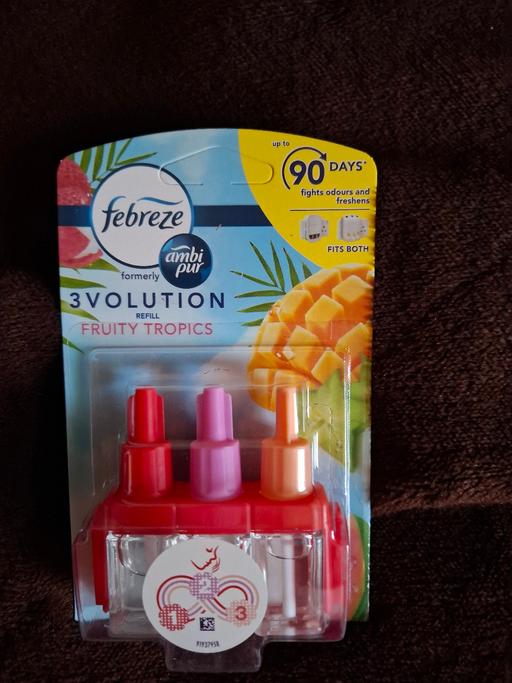 up to
90 DAYS*
fights odours and
freshens
FITS BOTH
febreze
formerly
ambi
pur
3VOLUTION
REFILL
FRUITY TROPICS
2
1
3